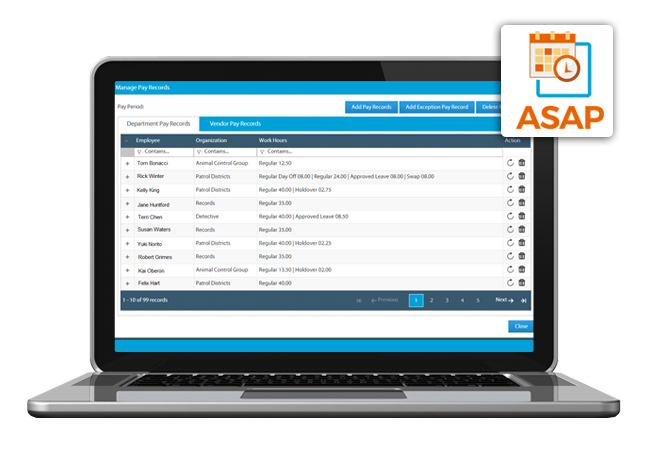 ASAP
Manage Pay Records
Pay Period:
Add Pay Records Add Exception Pay Record Delete
Department Pay Records Vendor Pay Records
Employee Organization Work Hours Action
Contains... Contains... Contains...
+ Tom Bonacci Animal Control Group Regular 12.50
+ Rick Winter Patrol Districts Regular Day Off 08.00 | Regular 24.00 | Approved Leave 08.00 | Swap 08.00
+ Kelly King Patrol Districts Regular 40.00 | Holdover 02.75
+ Jane Huntford Records Regular 35.00
+ Terri Cheri Detective Regular 40.00 | Approved Leave 08.50
+ Susan Waters Records Regular 35.00
+ Yuki Norito Patrol Districts Regular 40.00 | Holdover 02.25
+ Robert Grimes Records Regular 35.00
+ Kai Oberon Animal Control Group Regular 13.50 | Holdover 02.00
+ Felix Hart Patrol Districts Regular 40.00
1 - 10 of 99 records Previous 1 2 3 4 5 Next
Close